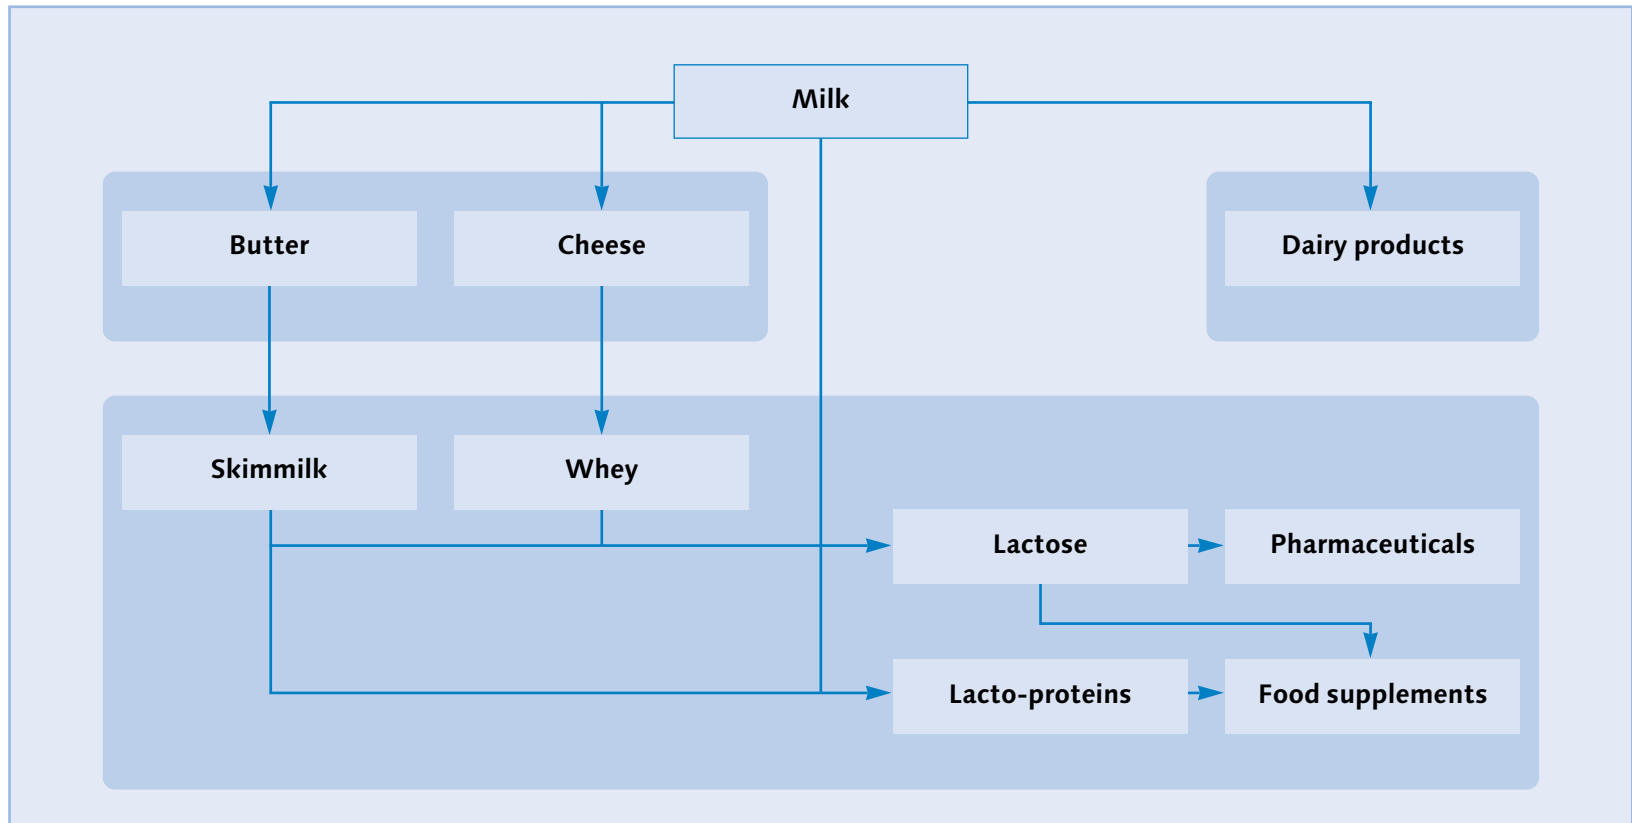 Milk
Butter
Cheese
Dairy products
Skimmilk
Whey
Lactose
Pharmaceuticals
Lacto-proteins
Food supplements